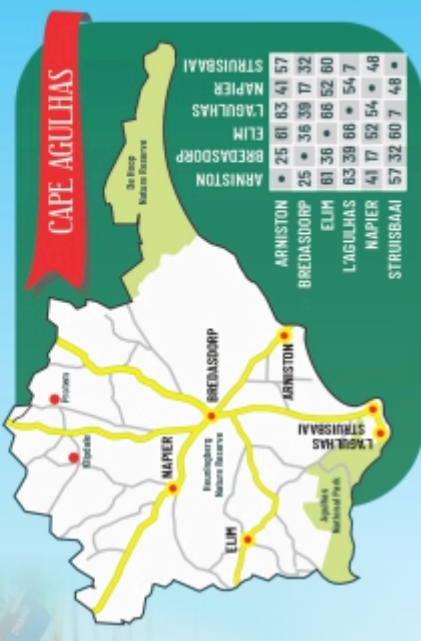 CAPE AGULHAS
De Hoop
Nature Reserve
Protem
Klipdale
NAPIER
BREDASDORP
Heuningberg
Nature Reserve
ARNISTON
ELIM
L'AGULHAS
STRUISBAAI
Agulhas
National Park
ARNISTON BREDASDORP ELIM L'AGULHAS NAPIER STRUISBAAI
ARNISTON • 25 61 63 41 57
BREDASDORP 25 • 36 39 17 32
ELIM 61 36 • 66 52 60
L'AGULHAS 63 39 66 • 54 7
NAPIER 41 17 52 54 • 48
STRUISBAAI 57 32 60 7 48 •